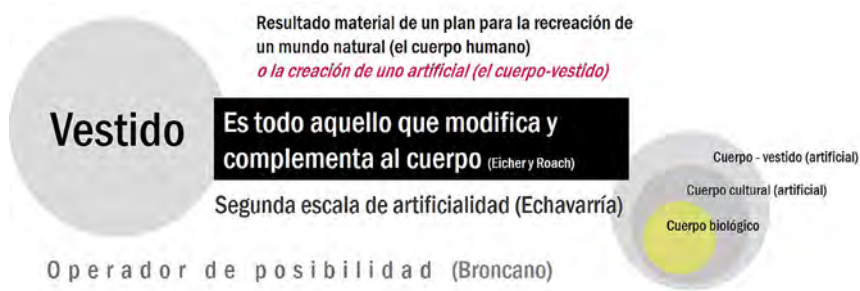 Resultado material de un plan para la recreación de
un mundo natural (el cuerpo humano)
o la creación de uno artificial (el cuerpo-vestido)
Vestido
Es todo aquello que modifica y
complementa al cuerpo (Eicher y Roach)
Segunda escala de artificialidad (Echavarría)
Operador de posibilidad (Broncano)
Cuerpo - vestido (artificial)
Cuerpo cultural (artificial)
Cuerpo biológico